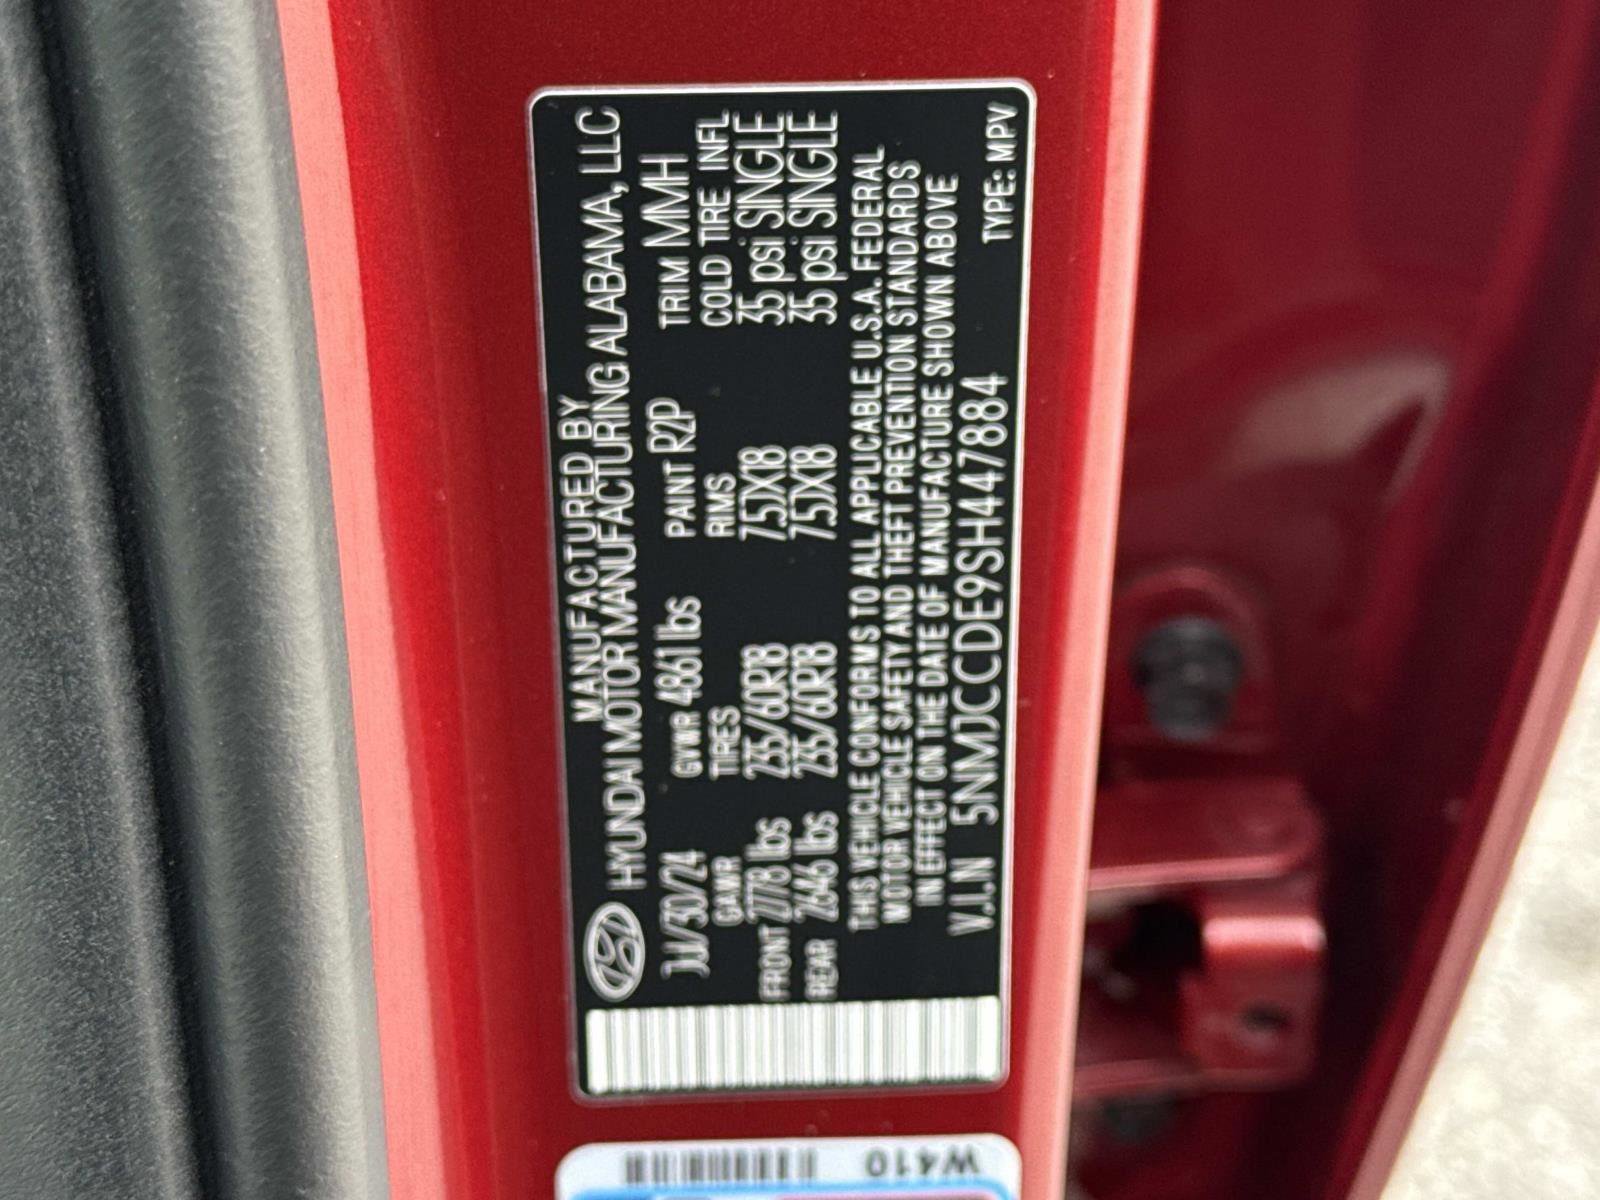 MANUFACTURED BY
HYUNDAI MOTOR MANUFACTURING ALABAMA, LLC
JUL/30/24 GVWR 4861 lbs PAINT R2P TRIM MMH
GAWR TIRES RIMS COLD TIRE INFL
FRONT 2778 lbs 235/60R18 7.5JX18 35 psi SINGLE
REAR 2646 lbs 235/60R18 7.5JX18 35 psi SINGLE
THIS VEHICLE CONFORMS TO ALL APPLICABLE U.S.A. FEDERAL
MOTOR VEHICLE SAFETY AND THEFT PREVENTION STANDARDS
IN EFFECT ON THE DATE OF MANUFACTURE SHOWN ABOVE
V.I.N 5NMJCCDE9SH447884
TYPE: MPV
W410